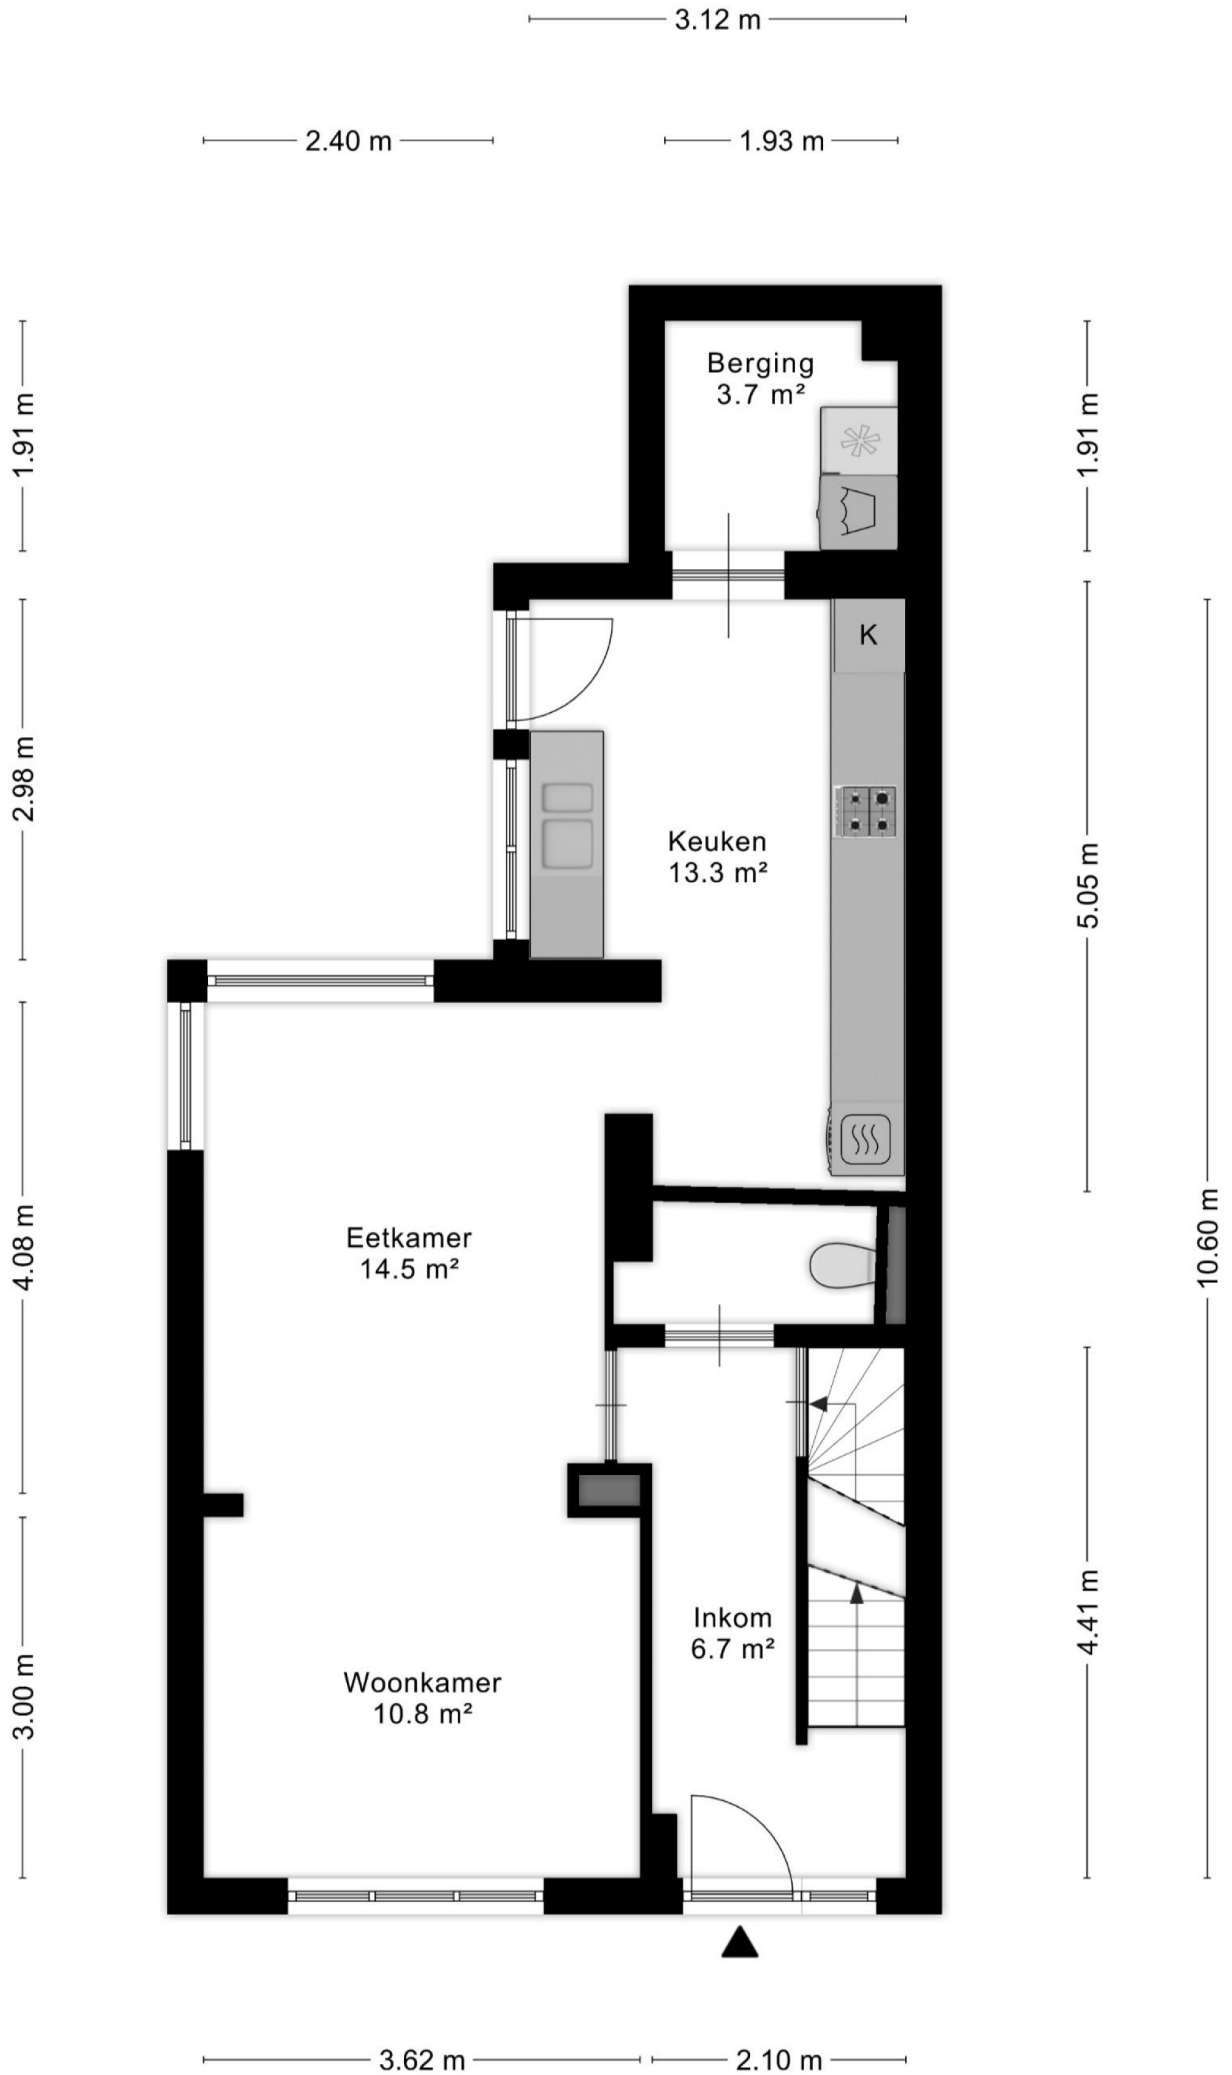 3.12 m
2.40 m
1.93 m
Berging
3.7 m²
1.91 m
1.91 m
K
2.98 m
Keuken
13.3 m²
5.05 m
Eetkamer
14.5 m²
4.08 m
10.60 m
Inkom
6.7 m²
4.41 m
Woonkamer
10.8 m²
3.00 m
3.62 m
2.10 m